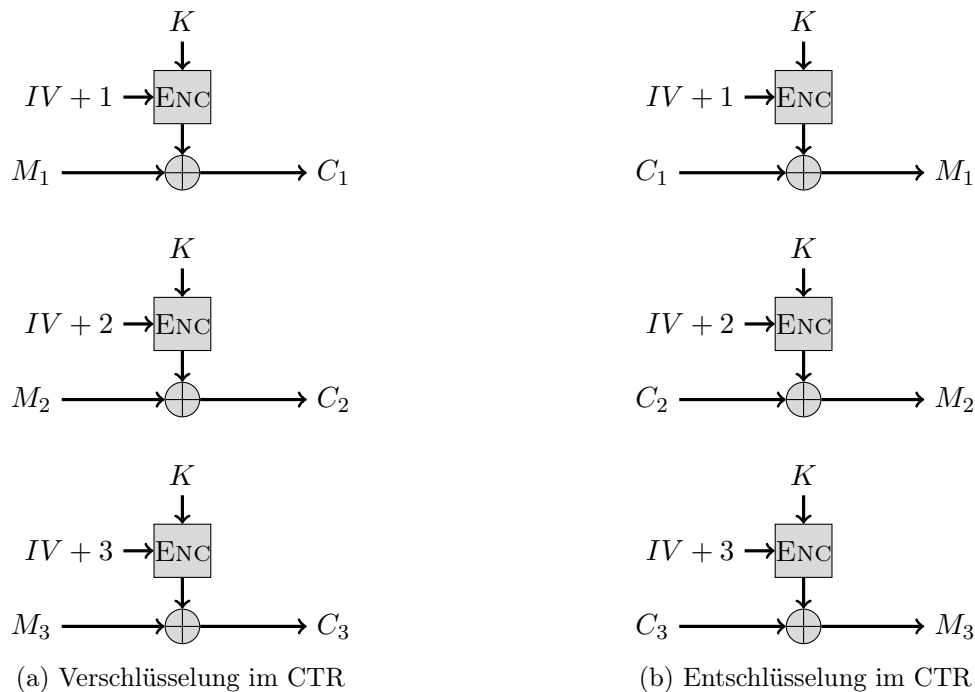 K K
IV + 1 ENC IV + 1 ENC
M₁ C₁ C₁ M₁
K K
IV + 2 ENC IV + 2 ENC
M₂ C₂ C₂ M₂
K K
IV + 3 ENC IV + 3 ENC
M₃ C₃ C₃ M₃
(a) Verschlüsselung im CTR (b) Entschlüsselung im CTR